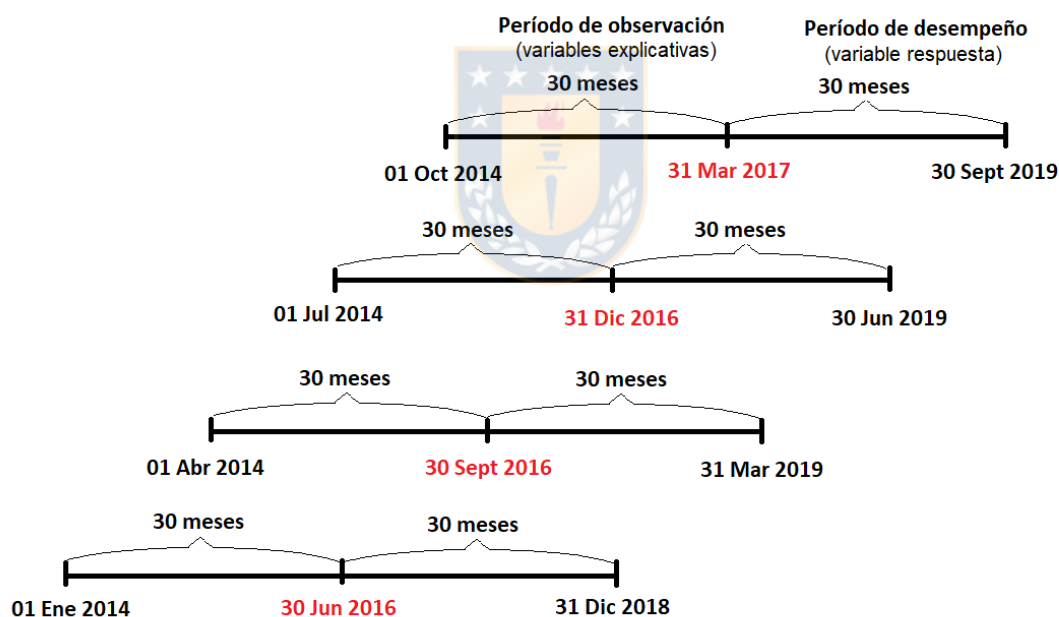 Período de observación
(variables explicativas)
Período de desempeño
(variable respuesta)
30 meses
30 meses
01 Oct 2014
31 Mar 2017
30 Sept 2019
30 meses
30 meses
01 Jul 2014
31 Dic 2016
30 Jun 2019
30 meses
30 meses
01 Abr 2014
30 Sept 2016
31 Mar 2019
30 meses
30 meses
01 Ene 2014
30 Jun 2016
31 Dic 2018